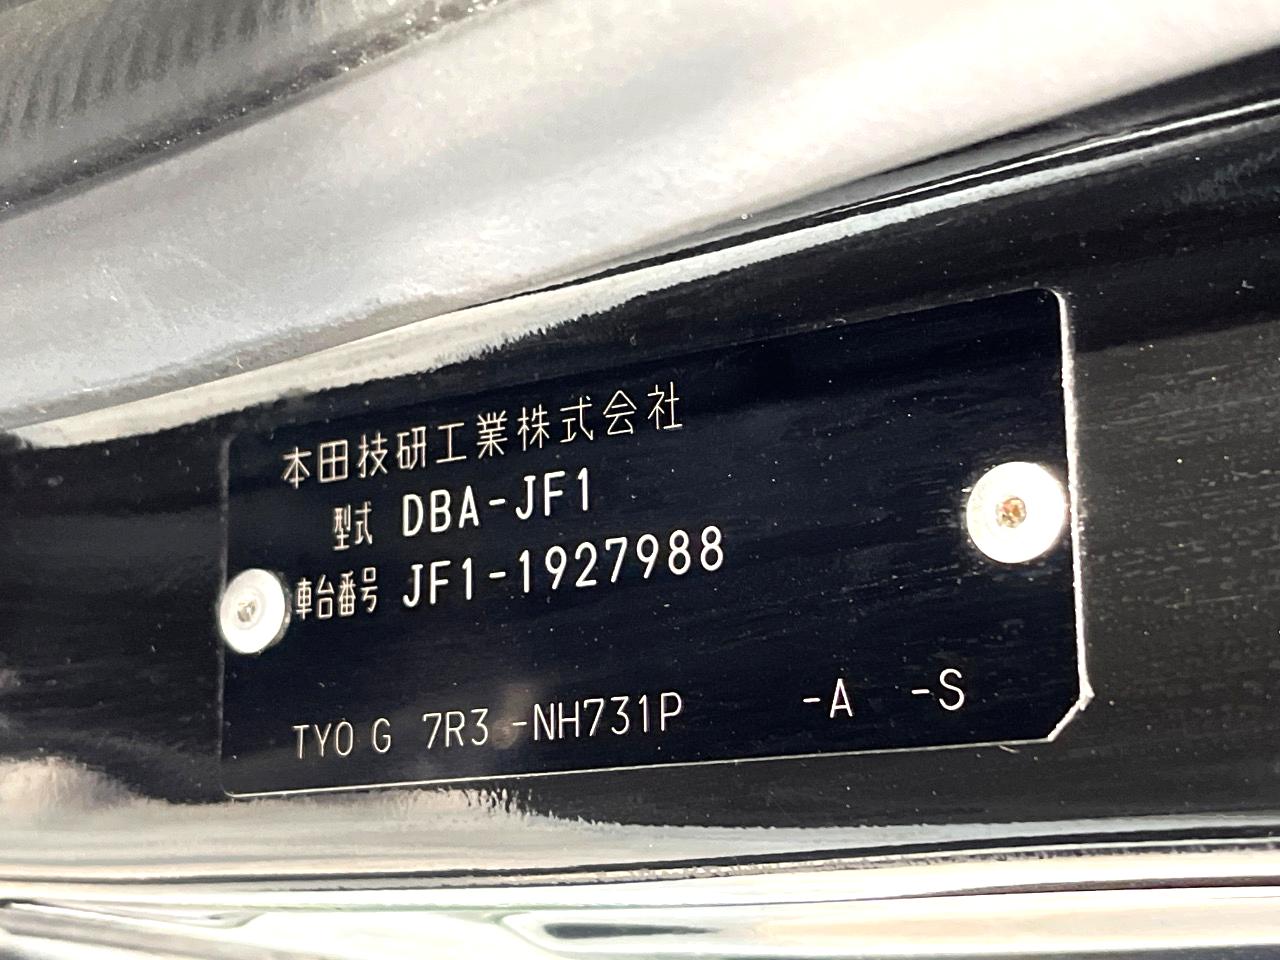 本田技研工業株式会社
型式 DBA-JF1
車台番号 JF1-1927988
TYO G 7R3 -NH731P -A -S